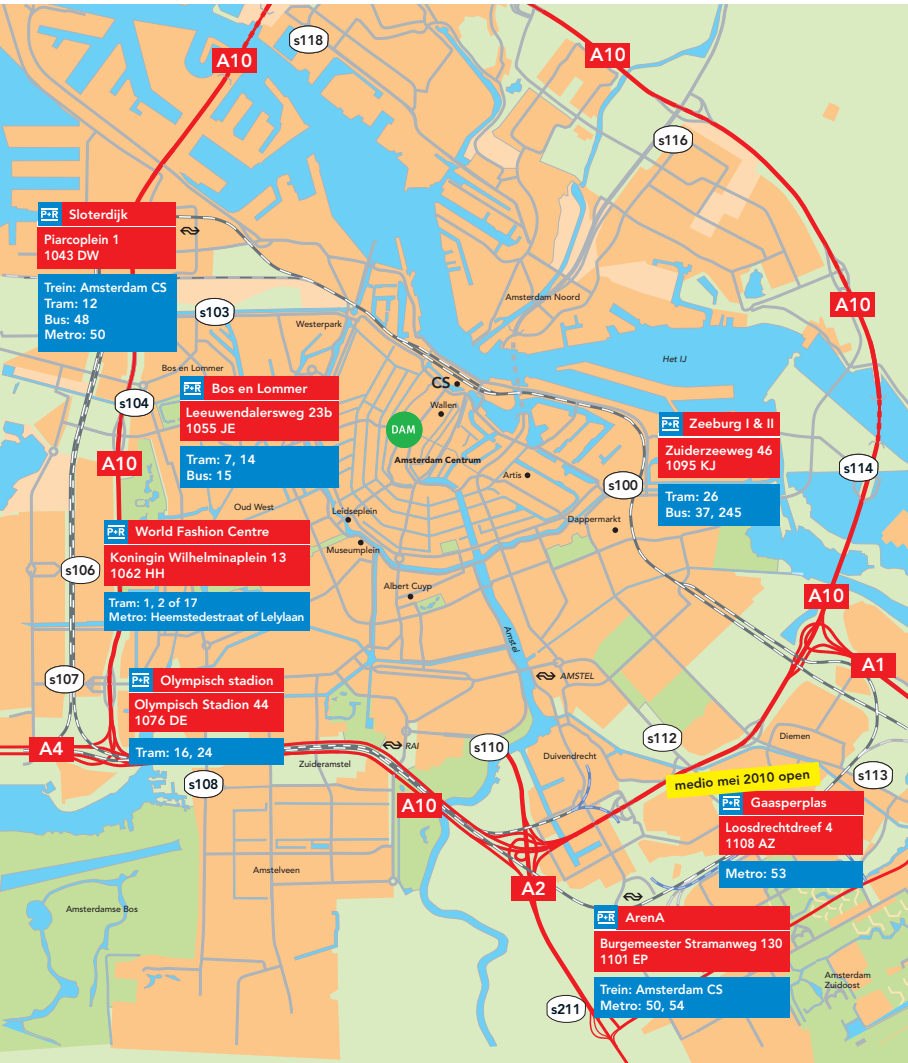 s118
A10
A10
s116
P+R Sloterdijk
Piarcoplein 1
1043 DW
Trein: Amsterdam CS
Tram: 12
Bus: 48
Metro: 50
s103
Westerpark
Amsterdam Noord
A10
Het IJ
Bos en Lommer
s104
P+R Bos en Lommer
Leeuwendalersweg 23b
1055 JE
Tram: 7, 14
Bus: 15
CS
Wallen
DAM
Amsterdam Centrum
P+R Zeeburg I & II
Zuiderzeeweg 46
1095 KJ
Tram: 26
Bus: 37, 245
A10
Artis
s100
s114
Oud West
Leidseplein
Dappermarkt
P+R World Fashion Centre
Koningin Wilhelminaplein 13
1062 HH
Tram: 1, 2 of 17
Metro: Heemstedestraat of Lelylaan
Museumplein
s106
Albert Cuyp
A10
Amstel
A1
s107
P+R Olympisch stadion
Olympisch Stadion 44
1076 DE
Tram: 16, 24
AMSTEL
A4
RAI
s110
s112
Diemen
Zuideramstel
Duivendrecht
s108
s113
medio mei 2010 open
P+R Gaasperplas
Loosdrechtdreef 4
1108 AZ
Metro: 53
A10
Amstelveen
A2
Amsterdamse Bos
P+R ArenA
Burgemeester Stramanweg 130
1101 EP
Trein: Amsterdam CS
Metro: 50, 54
Amsterdam
Zuidoost
s211